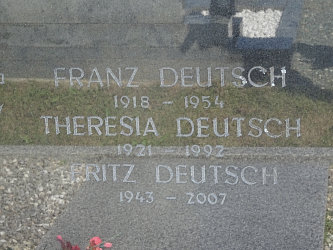 FRANZ DEUTSCH
1918 - 1954
THERESIA DEUTSCH
1921 - 1992
FRITZ DEUTSCH
1943 - 2007